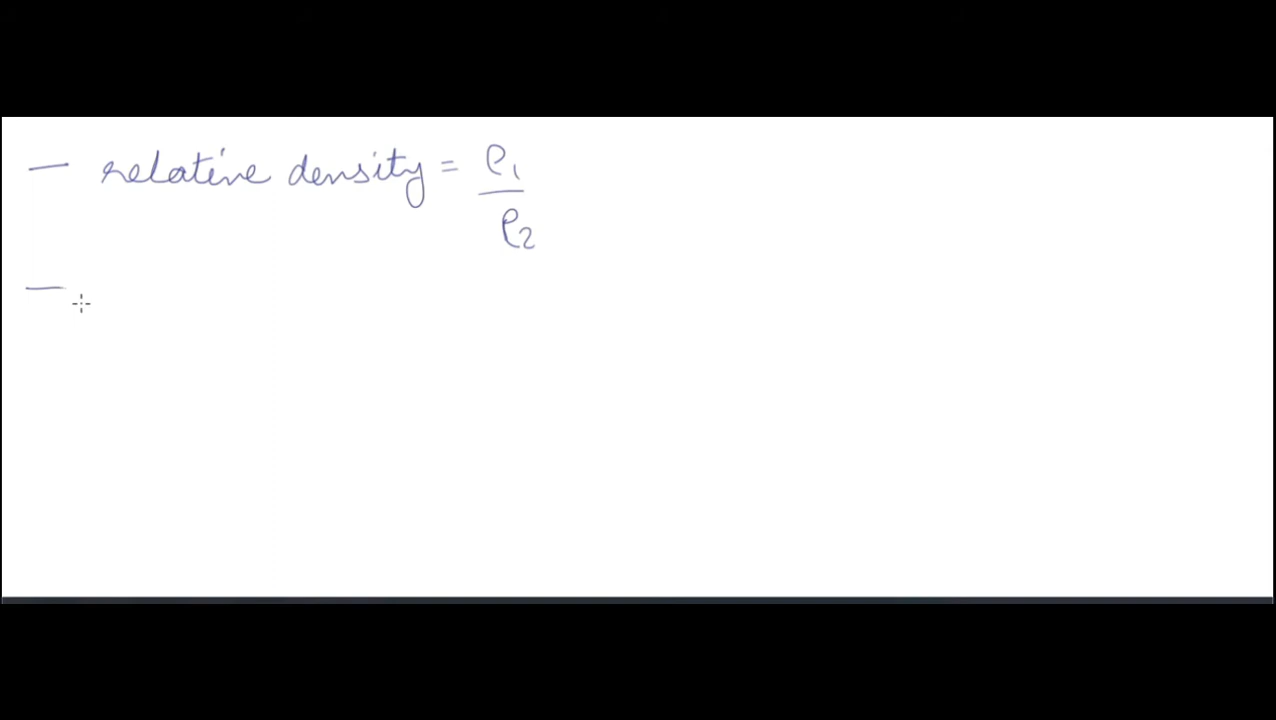 — relative density = ρ₁/ρ₂
—